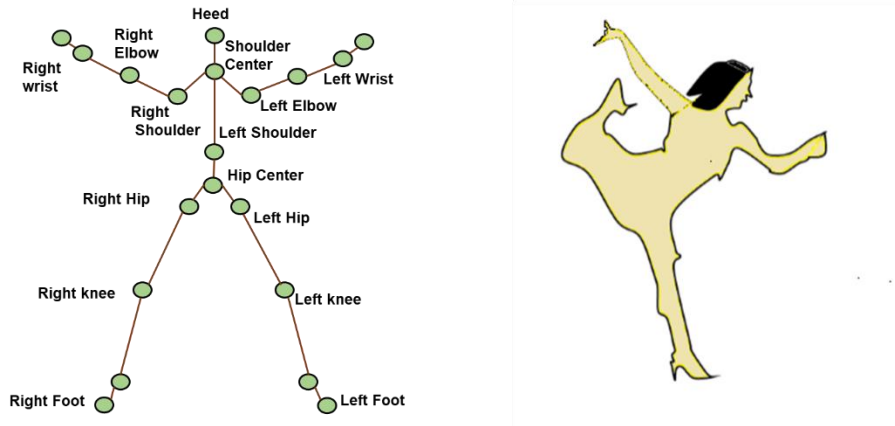 Heed
Right
Elbow
Shoulder
Center
Right
wrist
Left Wrist
Left Elbow
Right
Shoulder
Left Shoulder
Hip Center
Right Hip
Left Hip
Right knee
Left knee
Right Foot
Left Foot